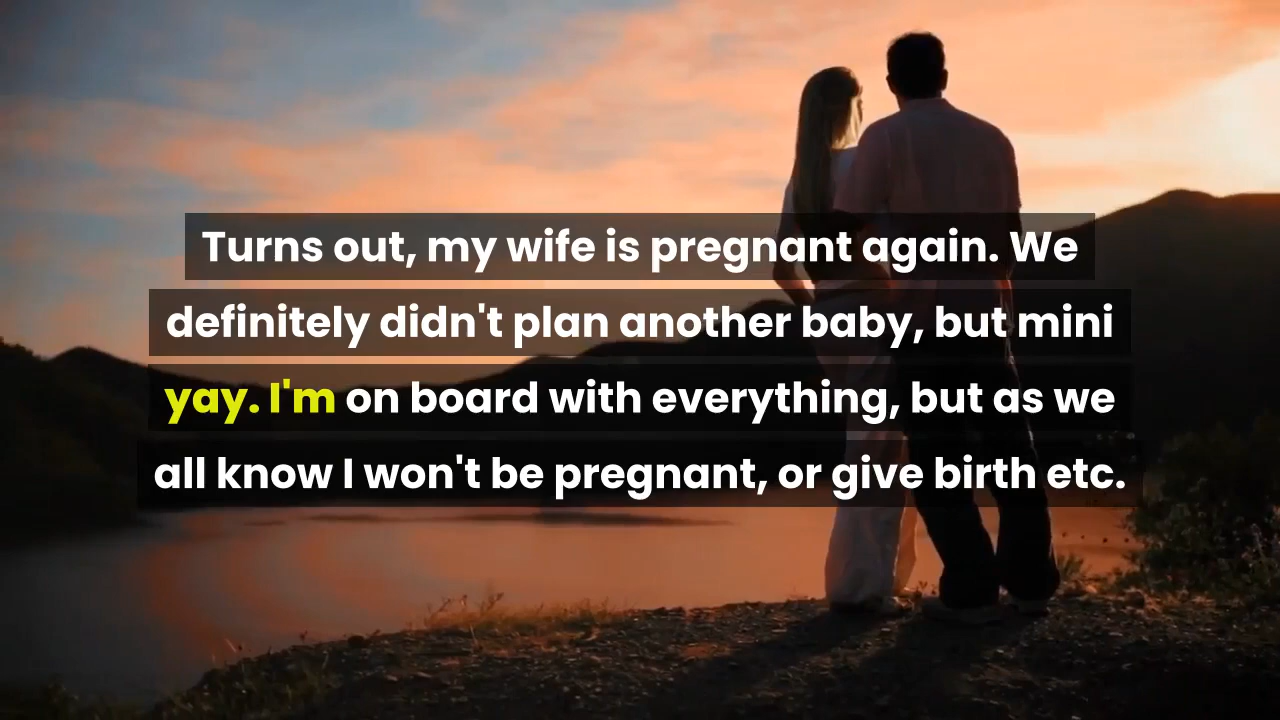 Turns out, my wife is pregnant again. We
definitely didn't plan another baby, but mini
yay. I'm on board with everything, but as we
all know I won't be pregnant, or give birth etc.